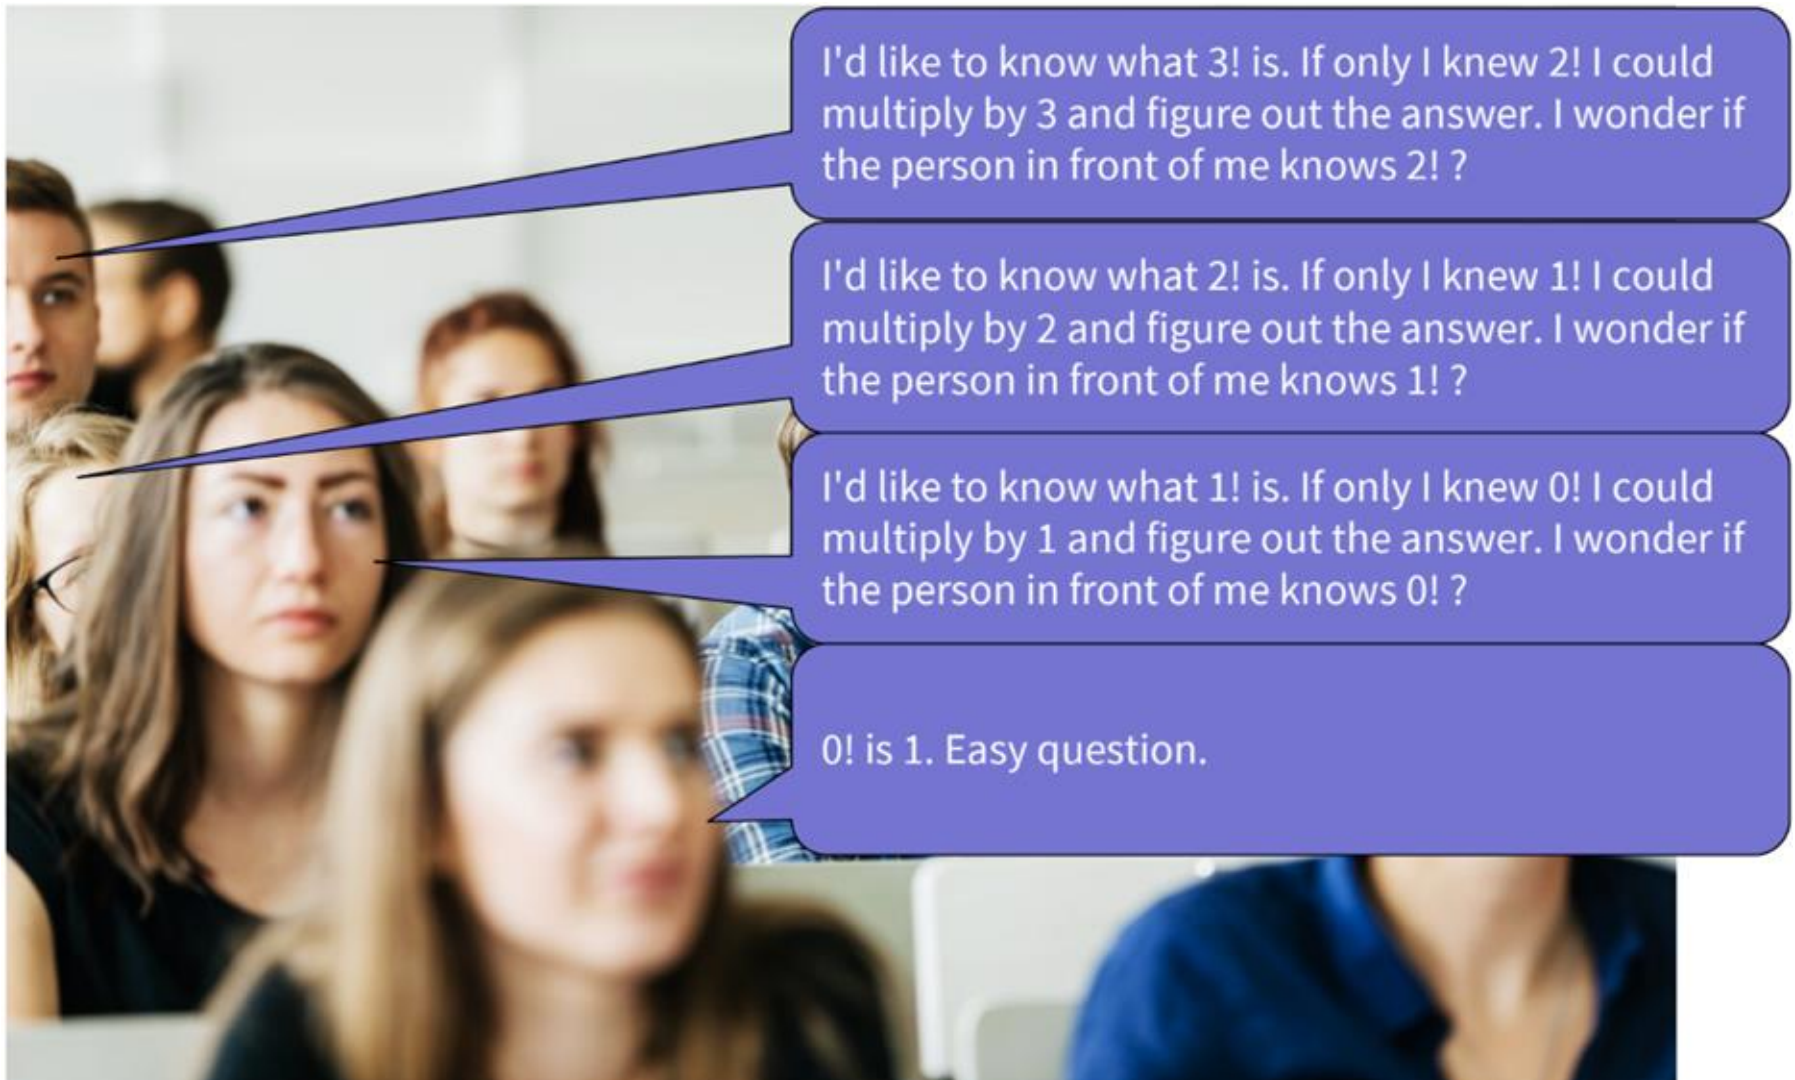 I'd like to know what 3! is. If only I knew 2! I could
multiply by 3 and figure out the answer. I wonder if
the person in front of me knows 2! ?
I'd like to know what 2! is. If only I knew 1! I could
multiply by 2 and figure out the answer. I wonder if
the person in front of me knows 1! ?
I'd like to know what 1! is. If only I knew 0! I could
multiply by 1 and figure out the answer. I wonder if
the person in front of me knows 0! ?
0! is 1. Easy question.